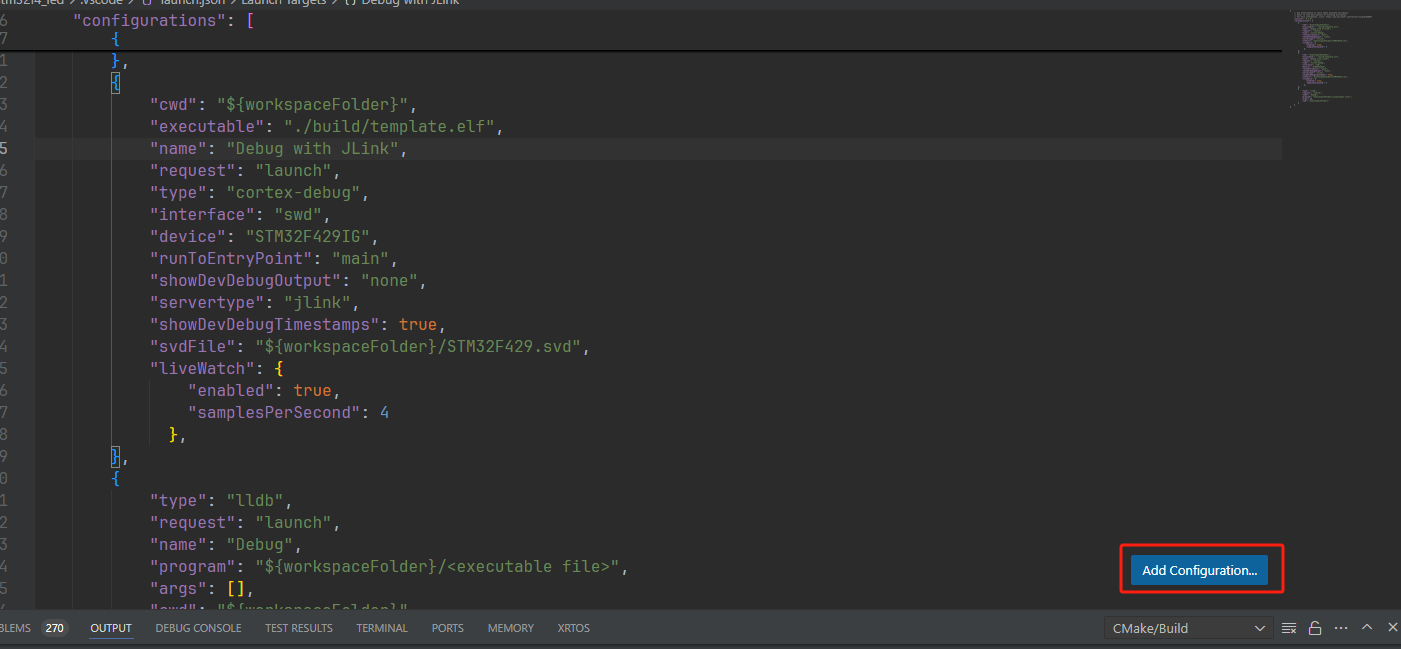 tm32f4_led > .vscode > {} launch.json > Launch Targets > {} Debug with JLink
6 "configurations": [
7 {
1 },
2 {
3 "cwd": "${workspaceFolder}",
4 "executable": "./build/template.elf",
5 "name": "Debug with JLink",
6 "request": "launch",
7 "type": "cortex-debug",
8 "interface": "swd",
9 "device": "STM32F429IG",
0 "runToEntryPoint": "main",
1 "showDevDebugOutput": "none",
2 "servertype": "jlink",
3 "showDevDebugTimestamps": true,
4 "svdFile": "${workspaceFolder}/STM32F429.svd",
5 "liveWatch": {
6 "enabled": true,
7 "samplesPerSecond": 4
8 },
9 },
0 {
1 "type": "lldb",
2 "request": "launch",
3 "name": "Debug",
4 "program": "${workspaceFolder}/<executable file>",
5 "args": [],
"cwd": "${workspaceFolder}"
Add Configuration...
BLEMS 270 OUTPUT DEBUG CONSOLE TEST RESULTS TERMINAL PORTS MEMORY XRTOS CMake/Build